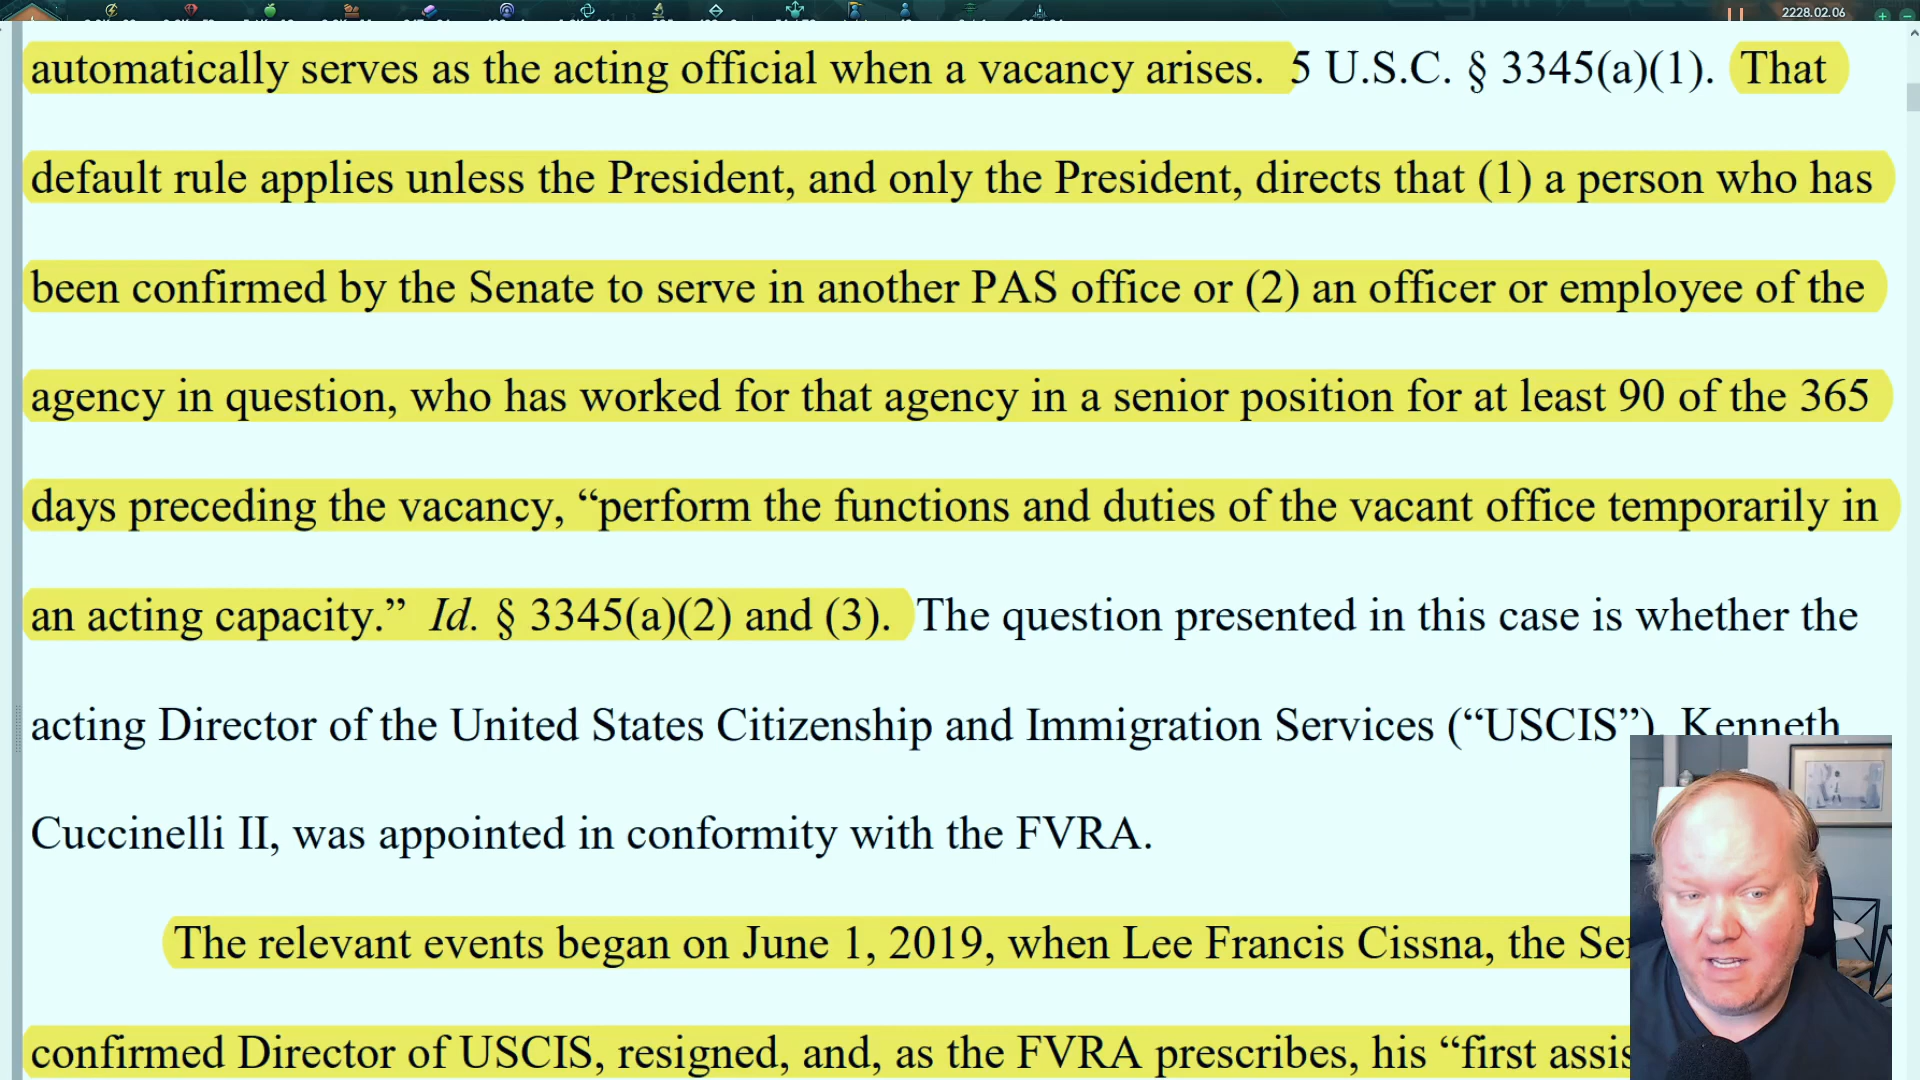 2228.02.06
automatically serves as the acting official when a vacancy arises. 5 U.S.C. § 3345(a)(1). That
default rule applies unless the President, and only the President, directs that (1) a person who has
been confirmed by the Senate to serve in another PAS office or (2) an officer or employee of the
agency in question, who has worked for that agency in a senior position for at least 90 of the 365
days preceding the vacancy, “perform the functions and duties of the vacant office temporarily in
an acting capacity.” Id. § 3345(a)(2) and (3). The question presented in this case is whether the
acting Director of the United States Citizenship and Immigration Services (“USCIS”), Kenneth
Cuccinelli II, was appointed in conformity with the FVRA.
The relevant events began on June 1, 2019, when Lee Francis Cissna, the
confirmed Director of USCIS, resigned, and, as the FVRA prescribes, his “first